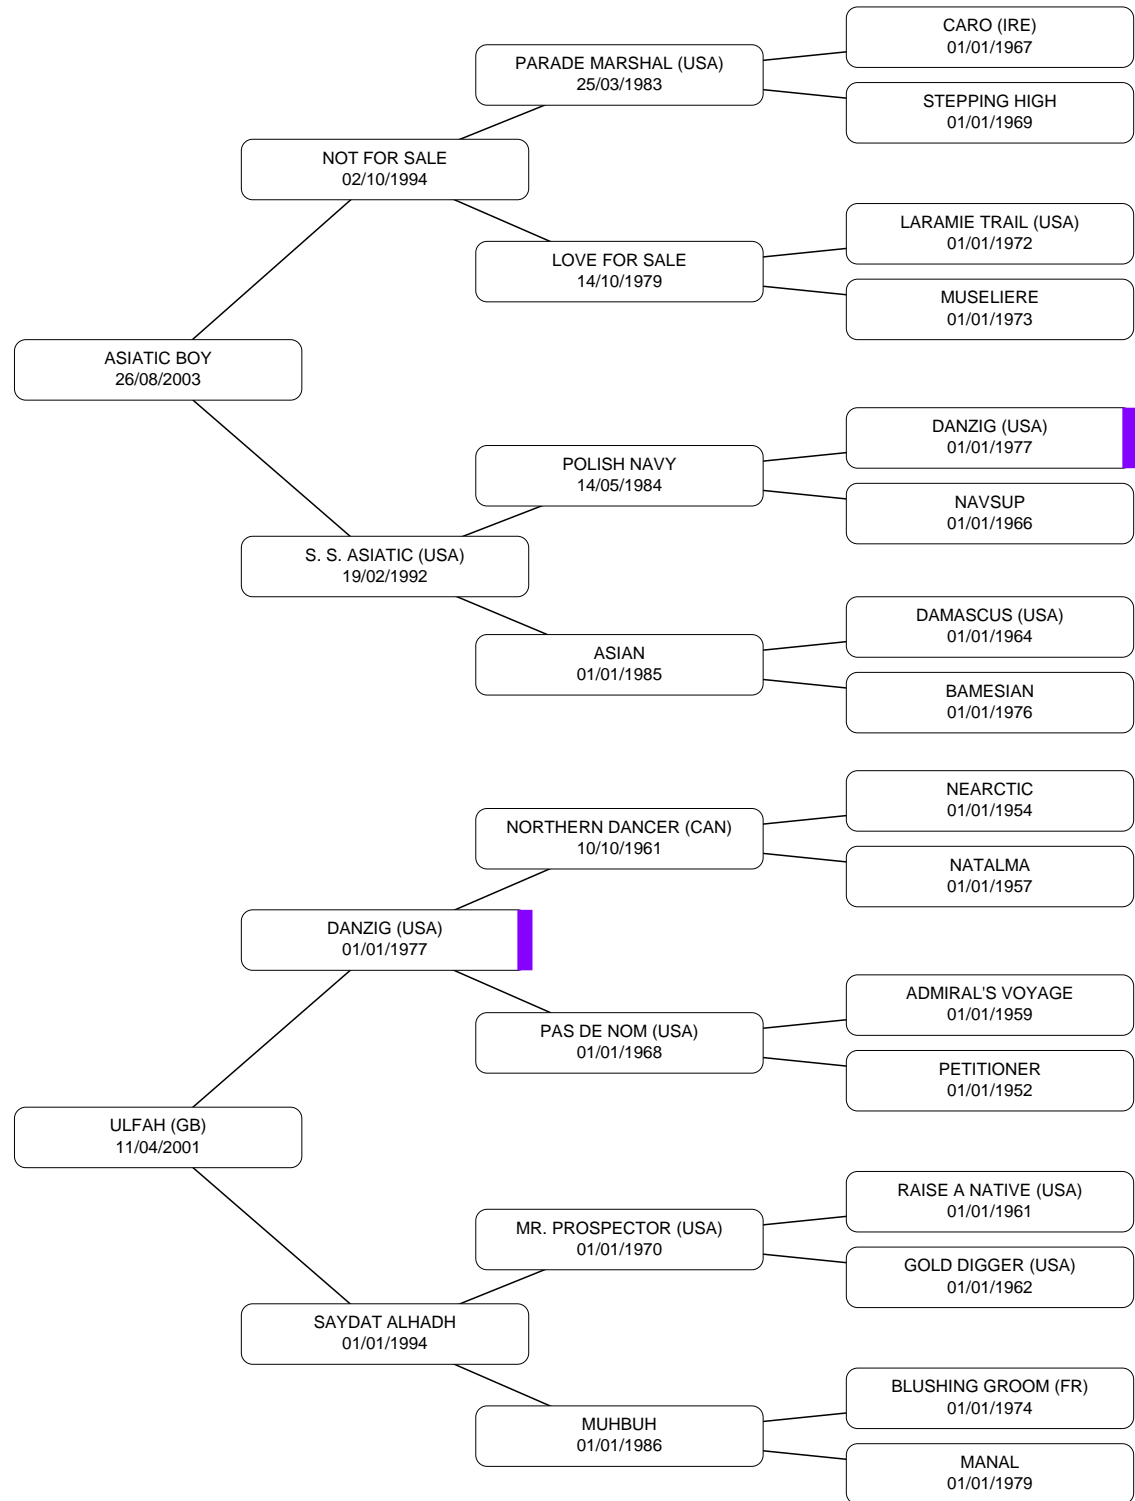 CARO (IRE)
01/01/1967
PARADE MARSHAL (USA)
25/03/1983
STEPPING HIGH
01/01/1969
NOT FOR SALE
02/10/1994
LARAMIE TRAIL (USA)
01/01/1972
LOVE FOR SALE
14/10/1979
MUSELIERE
01/01/1973
ASIATIC BOY
26/08/2003
DANZIG (USA)
01/01/1977
POLISH NAVY
14/05/1984
NAVSUP
01/01/1966
S. S. ASIATIC (USA)
19/02/1992
DAMASCUS (USA)
01/01/1964
ASIAN
01/01/1985
BAMESIAN
01/01/1976
NEARCTIC
01/01/1954
NORTHERN DANCER (CAN)
10/10/1961
NATALMA
01/01/1957
DANZIG (USA)
01/01/1977
ADMIRAL'S VOYAGE
01/01/1959
PAS DE NOM (USA)
01/01/1968
PETITIONER
01/01/1952
ULFAH (GB)
11/04/2001
RAISE A NATIVE (USA)
01/01/1961
MR. PROSPECTOR (USA)
01/01/1970
GOLD DIGGER (USA)
01/01/1962
SAYDAT ALHADH
01/01/1994
BLUSHING GROOM (FR)
01/01/1974
MUHBUH
01/01/1986
MANAL
01/01/1979